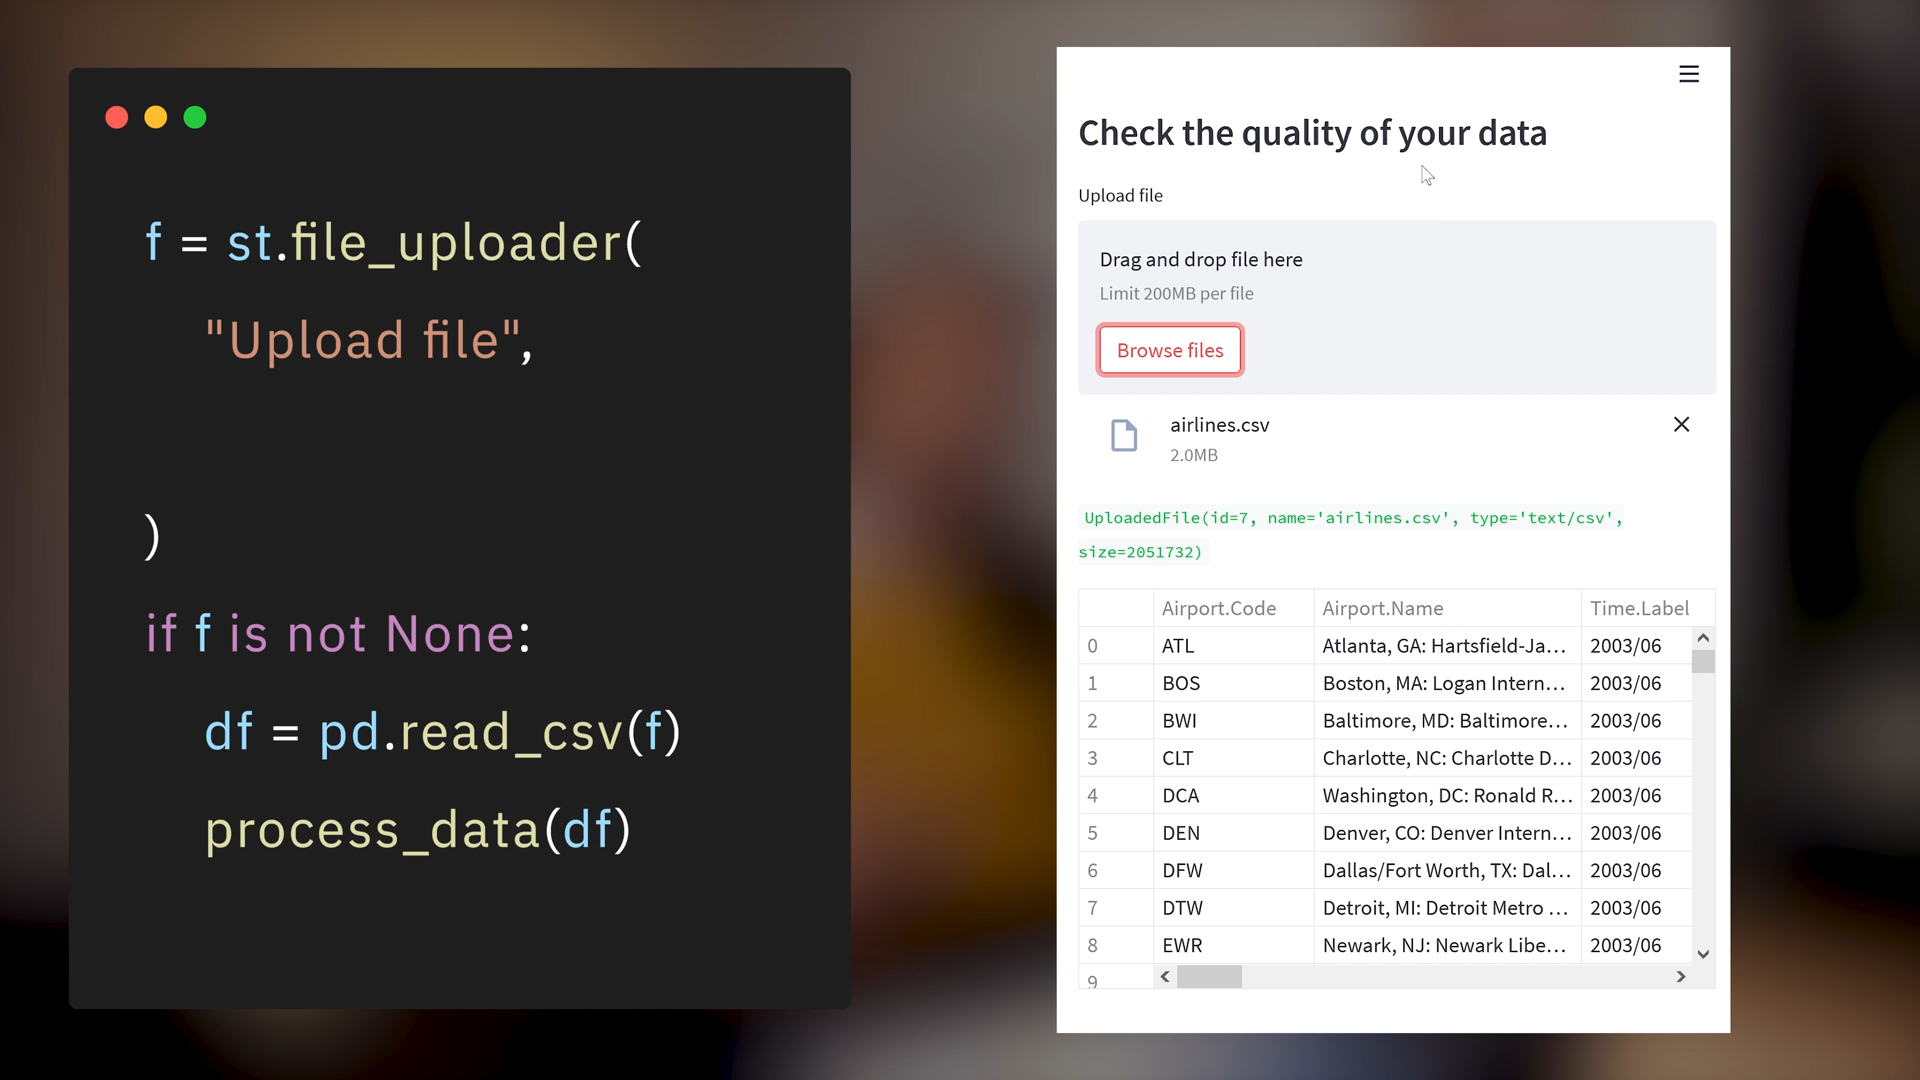 f = st.file_uploader(
"Upload file",
)
if f is not None:
df = pd.read_csv(f)
process_data(df)
Check the quality of your data
Upload file
Drag and drop file here
Limit 200MB per file
Browse files
airlines.csv
2.0MB
UploadedFile(id=7, name='airlines.csv', type='text/csv',
size=2051732)
Airport.Code Airport.Name Time.Label
0 ATL Atlanta, GA: Hartsfield-Ja... 2003/06
1 BOS Boston, MA: Logan Intern... 2003/06
2 BWI Baltimore, MD: Baltimore... 2003/06
3 CLT Charlotte, NC: Charlotte D... 2003/06
4 DCA Washington, DC: Ronald R... 2003/06
5 DEN Denver, CO: Denver Intern... 2003/06
6 DFW Dallas/Fort Worth, TX: Dal... 2003/06
7 DTW Detroit, MI: Detroit Metro ... 2003/06
8 EWR Newark, NJ: Newark Libe... 2003/06
9